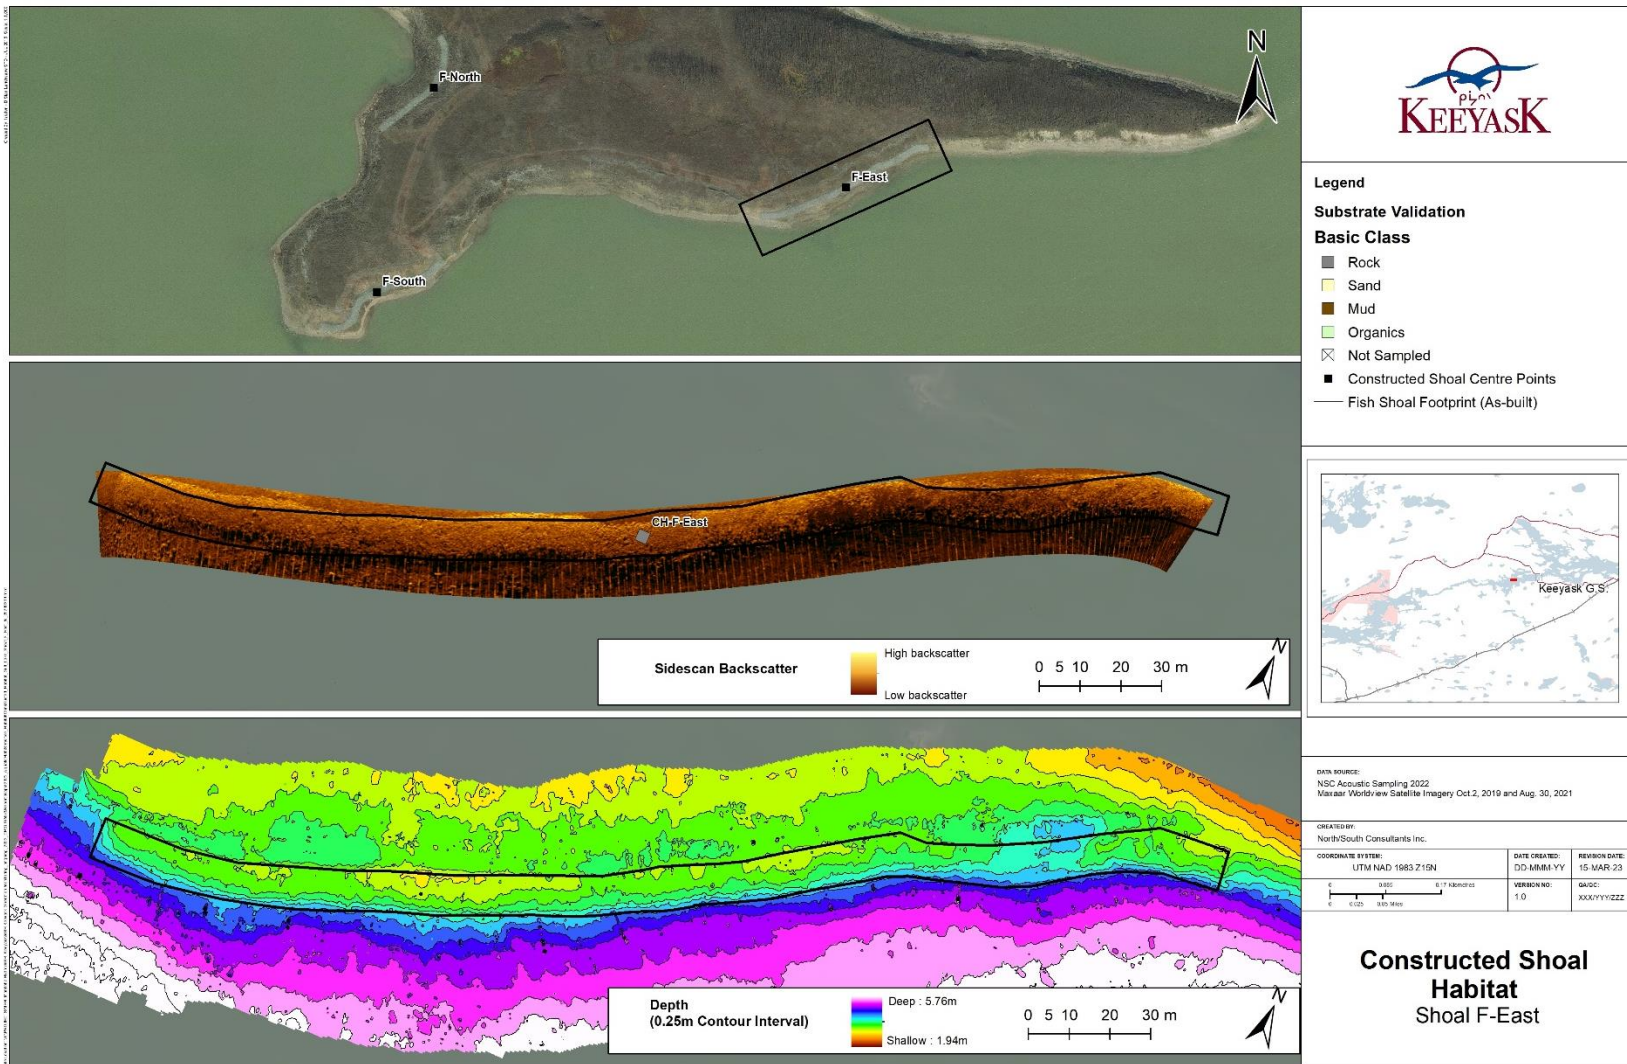 F-North
F-East
F-South
N
CH-F-East
Sidescan Backscatter
High backscatter
Low backscatter
0 5 10 20 30 m
N
Depth
(0.25m Contour Interval)
Deep : 5.76m
Shallow : 1.94m
0 5 10 20 30 m
N
KEEYASK
Legend
Substrate Validation
Basic Class
Rock
Sand
Mud
Organics
Not Sampled
Constructed Shoal Centre Points
Fish Shoal Footprint (As-built)
Keeyask G.S.
DATA SOURCE:
NSC Acoustic Sampling 2022
Maxaar Worldview Satellite Imagery Oct.2, 2019 and Aug. 30, 2021
CREATED BY:
North/South Consultants Inc.
COORDINATE SYSTEM:
UTM NAD 1983 Z15N
DATE CREATED:
DD-MMM-YY
REVISION DATE:
15-MAR-23
VERSION NO:
1.0
QA/QC:
XXX/YYY/ZZZ
Constructed Shoal
Habitat
Shoal F-East